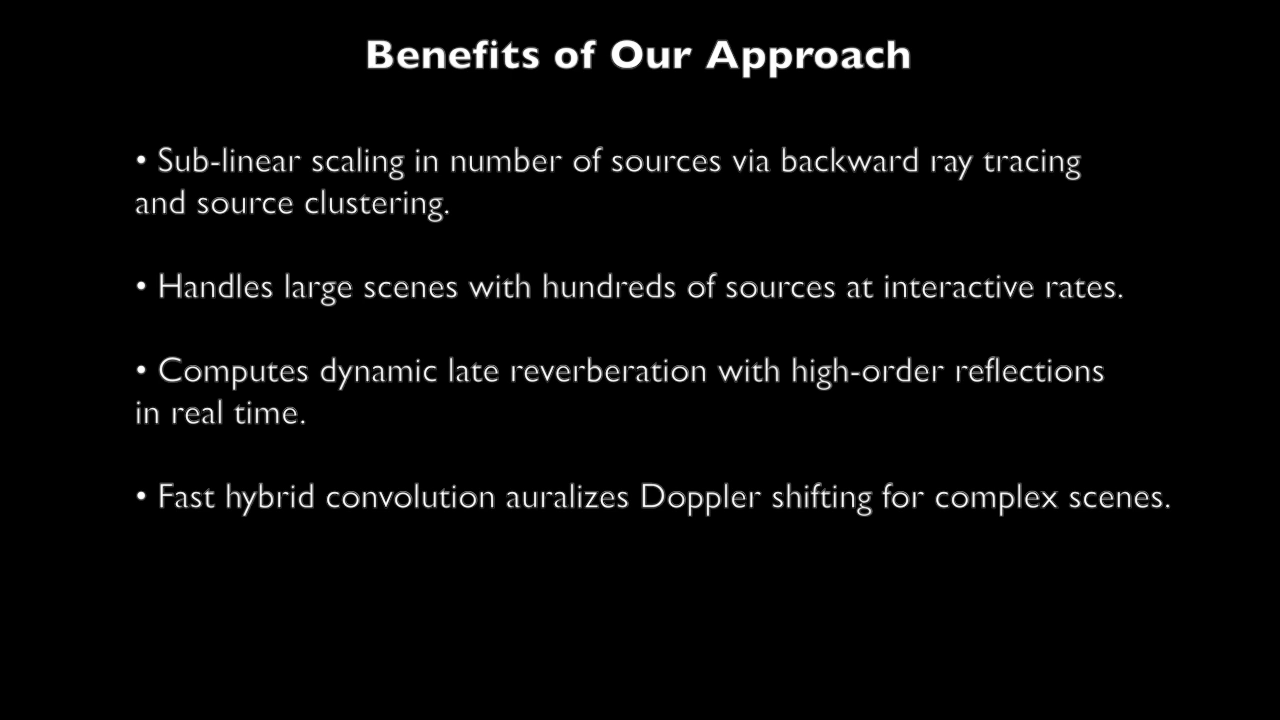 Benefits of Our Approach
• Sub-linear scaling in number of sources via backward ray tracing
and source clustering.
• Handles large scenes with hundreds of sources at interactive rates.
• Computes dynamic late reverberation with high-order reflections
in real time.
• Fast hybrid convolution auralizes Doppler shifting for complex scenes.